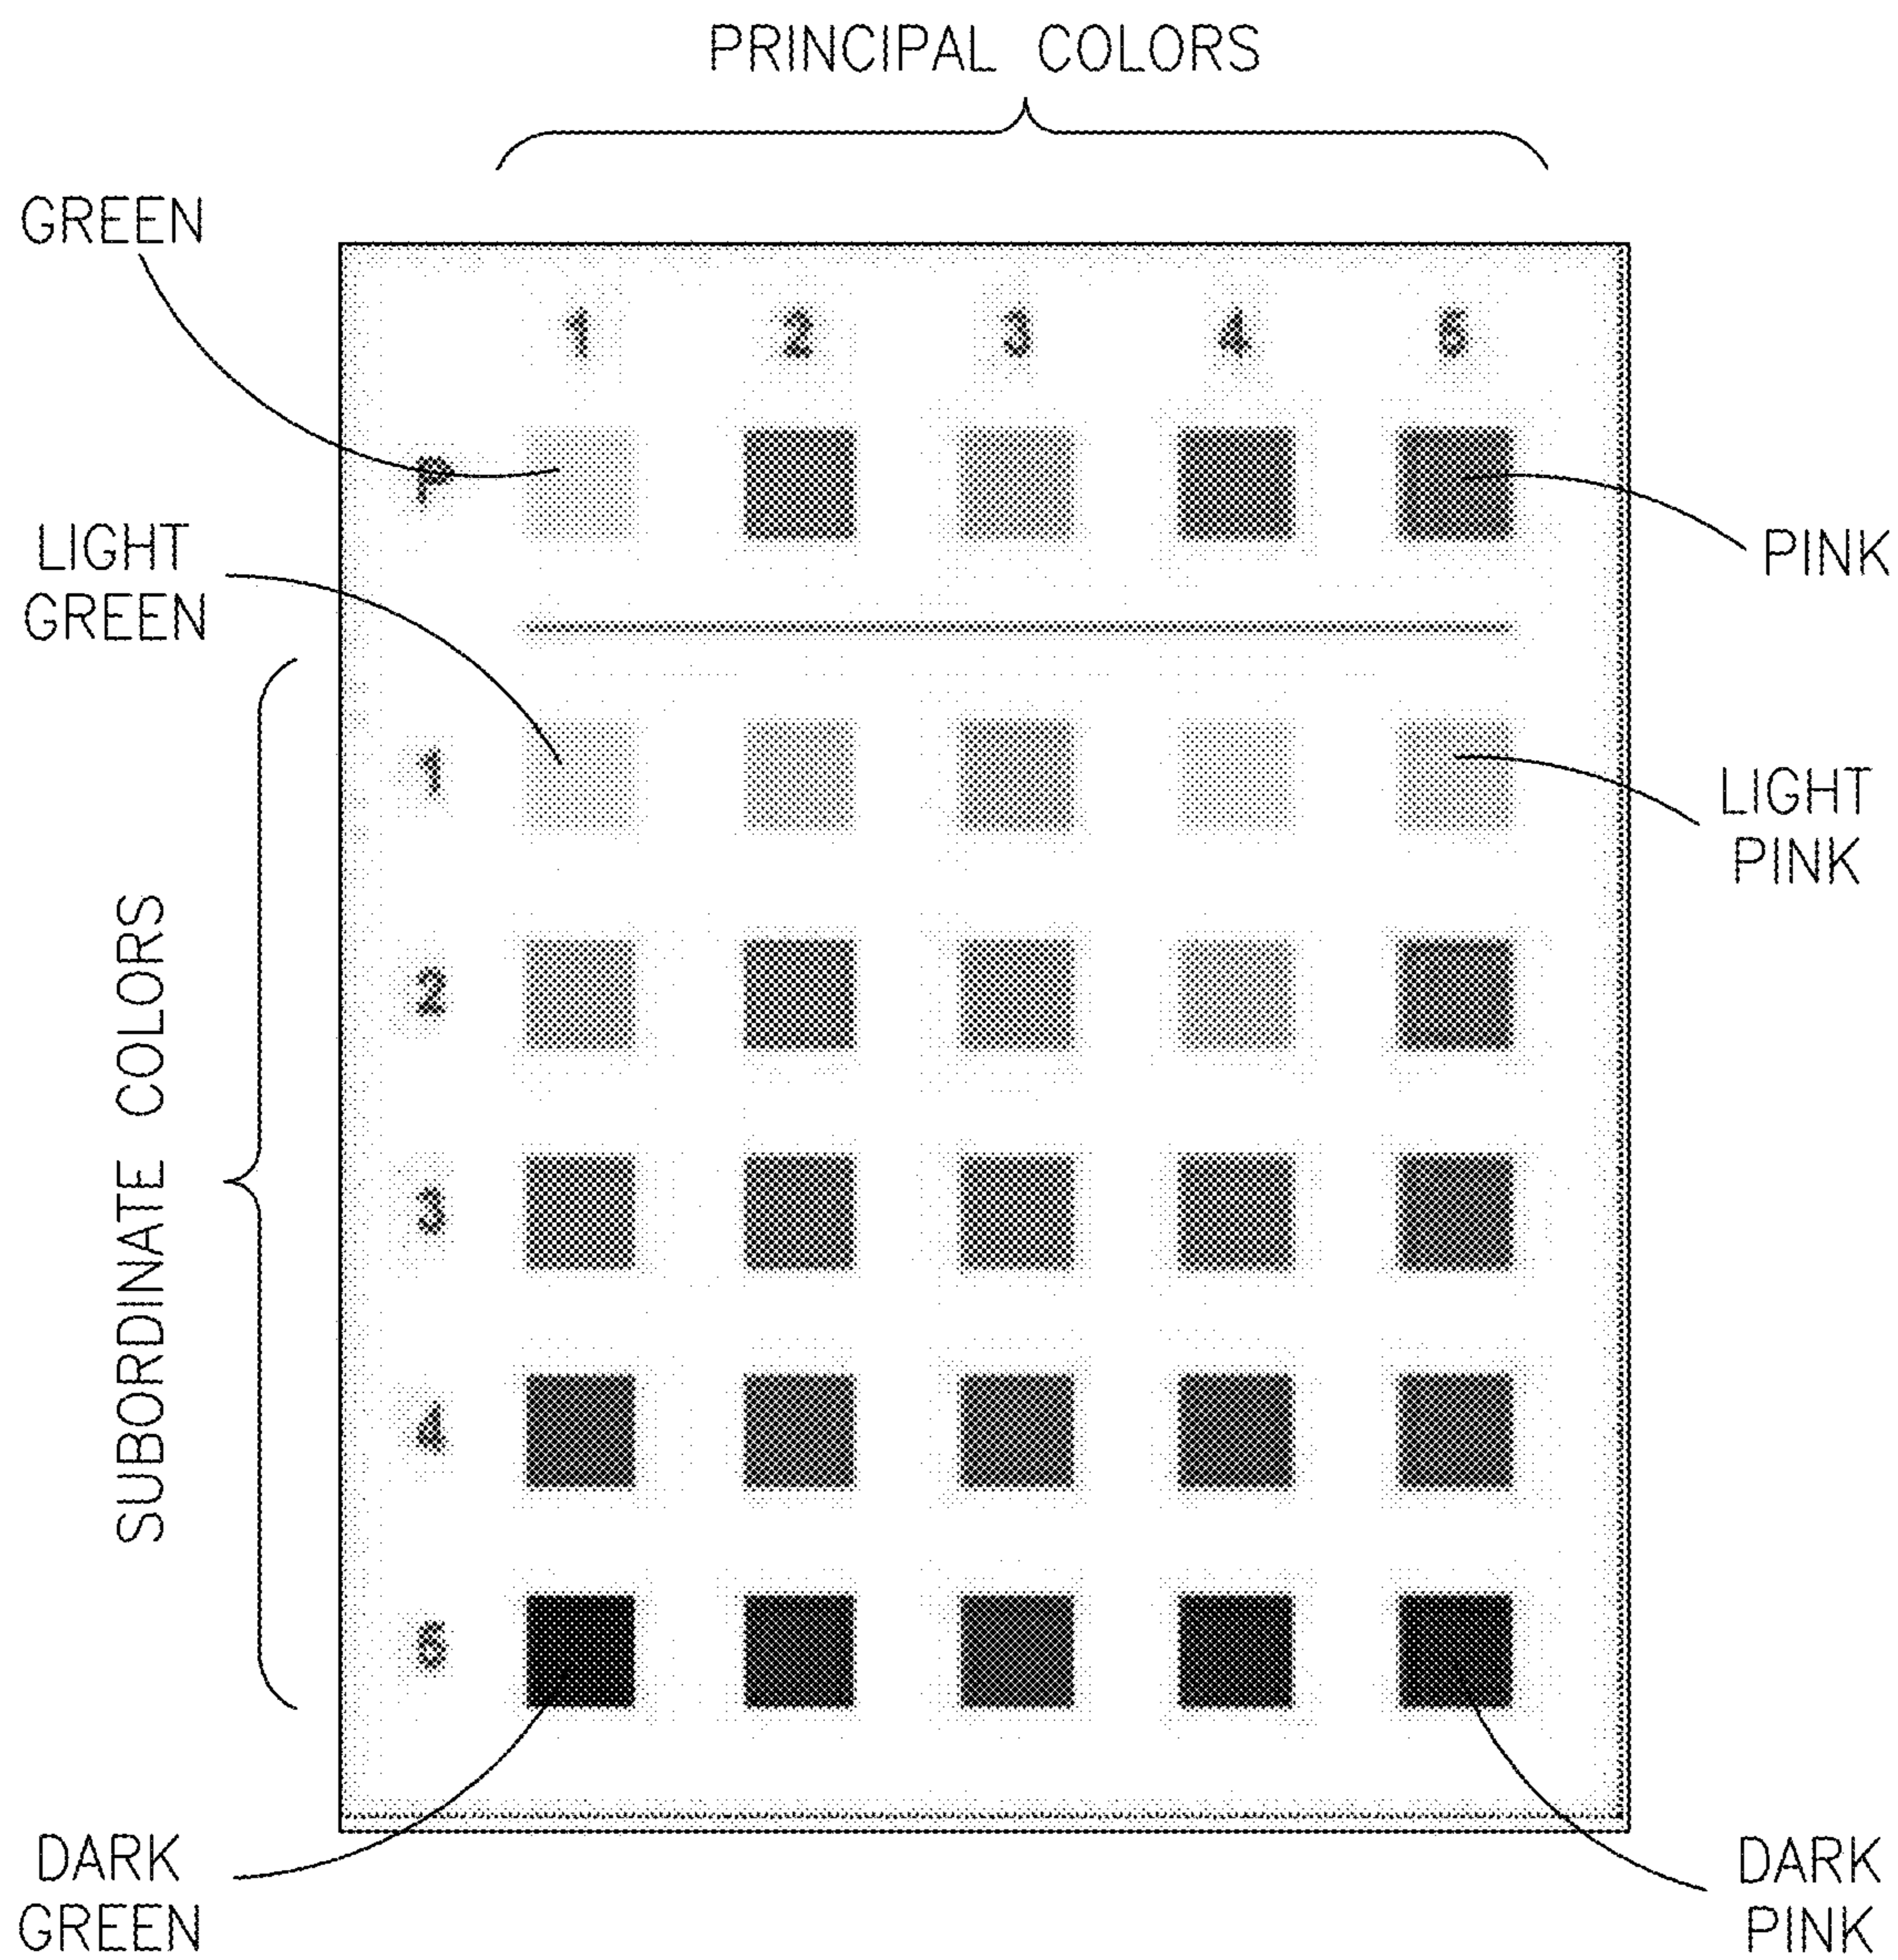 PRINCIPAL COLORS
GREEN
1 2 3 4 5
P
LIGHT
GREEN
PINK
1
LIGHT
PINK
SUBORDINATE COLORS
2
3
4
5
DARK
GREEN
DARK
PINK